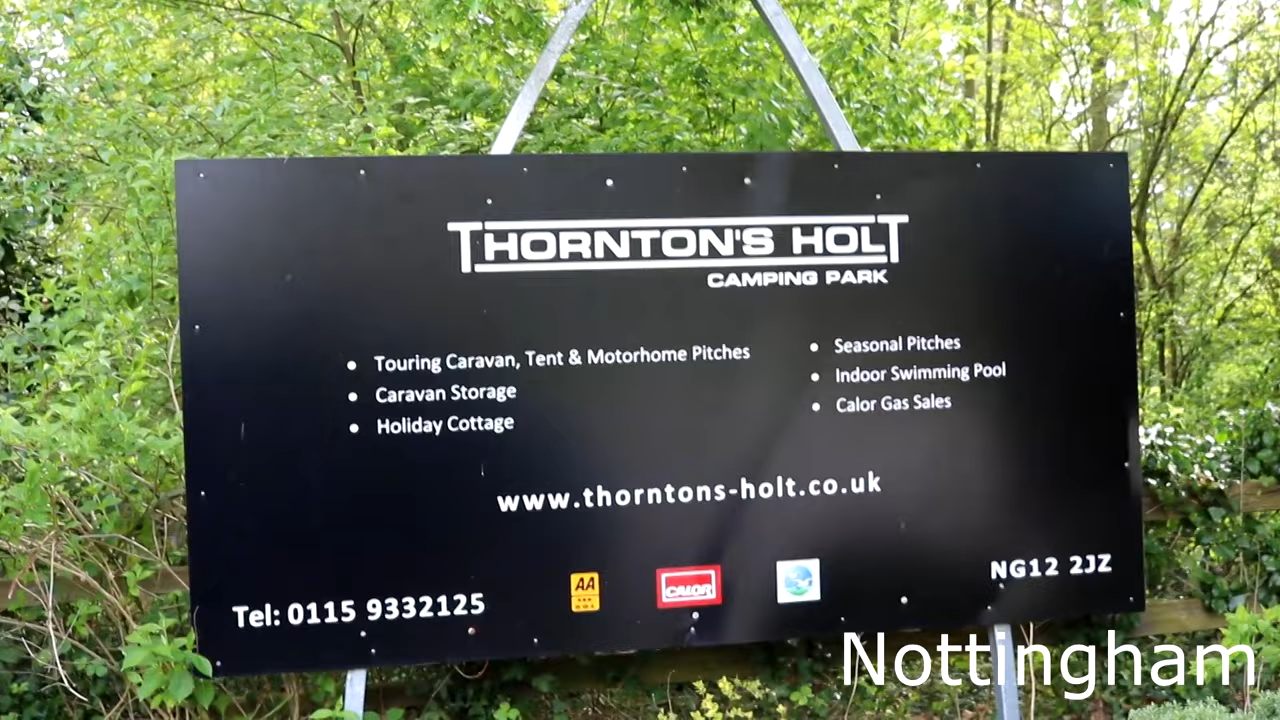 THORNTON'S HOLT
CAMPING PARK
• Touring Caravan, Tent & Motorhome Pitches
• Caravan Storage
• Holiday Cottage
• Seasonal Pitches
• Indoor Swimming Pool
• Calor Gas Sales
www.thorntons-holt.co.uk
Tel: 0115 9332125
AA
CALOR
NG12 2JZ
Nottingham